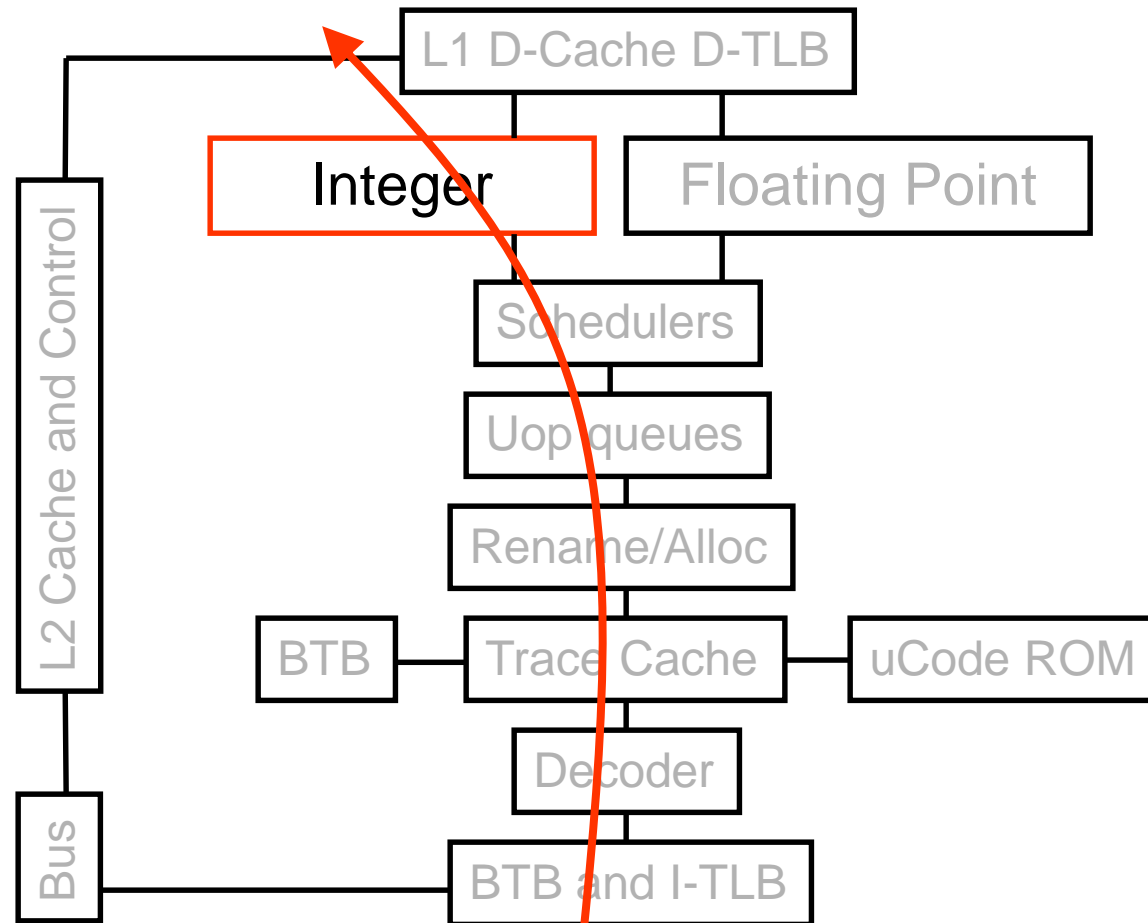 L1 D-Cache D-TLB
Integer
Floating Point
L2 Cache and Control
Schedulers
Uop queues
Rename/Alloc
BTB
Trace Cache
uCode ROM
Decoder
Bus
BTB and I-TLB